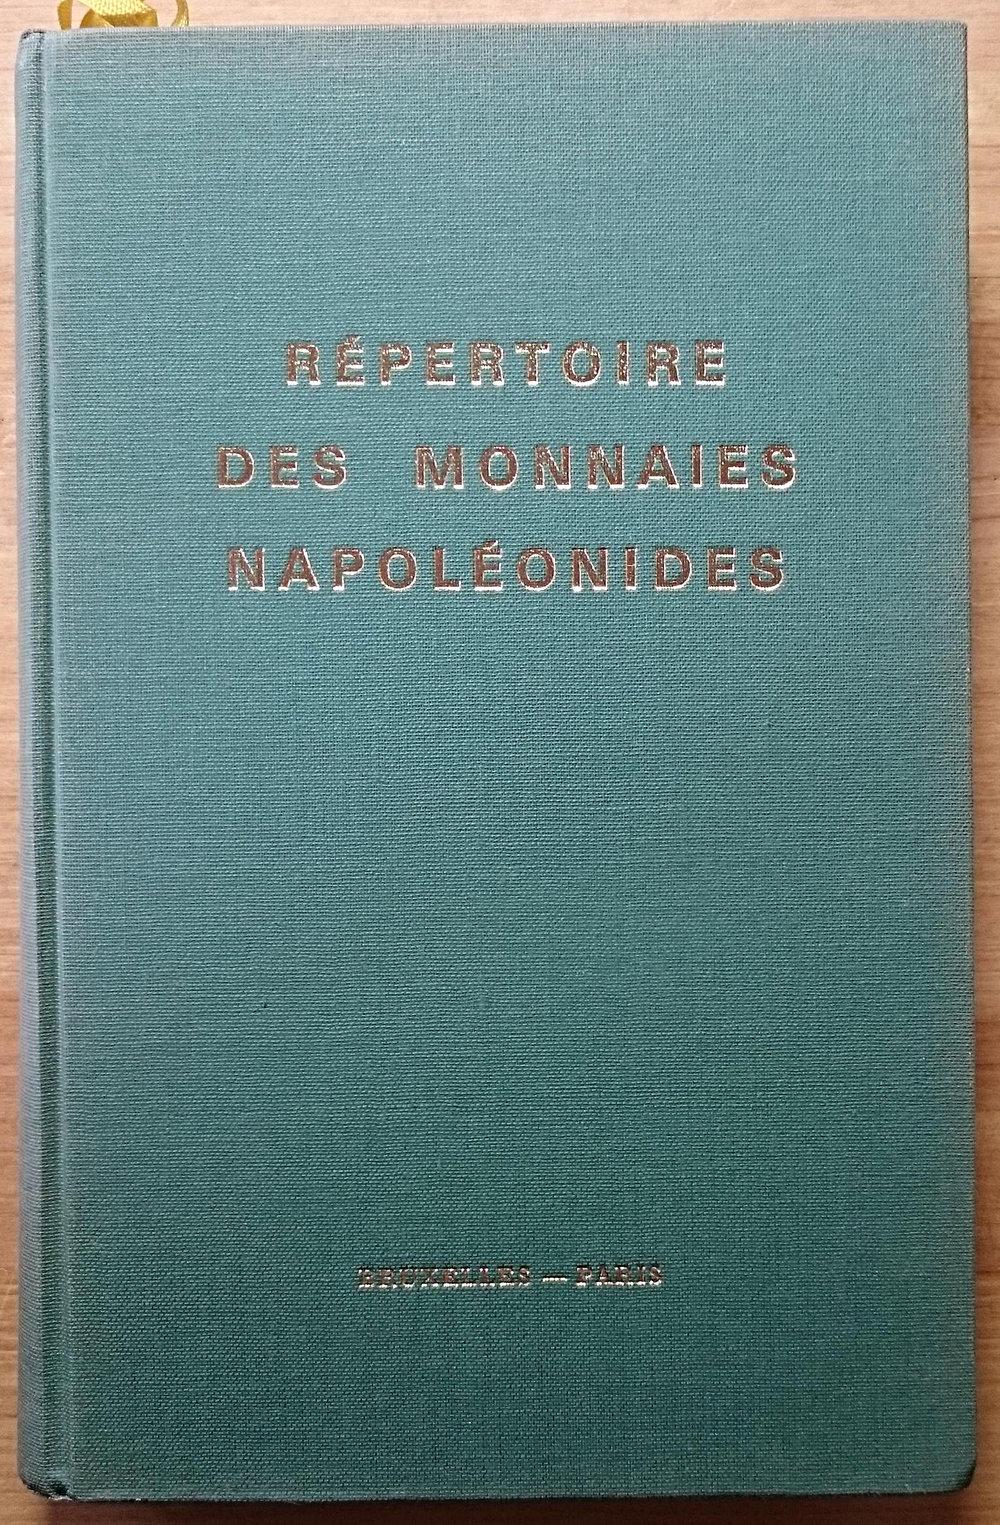 RÉPERTOIRE
DES MONNAIES
NAPOLÉONIDES
BRUXELLES — PARIS